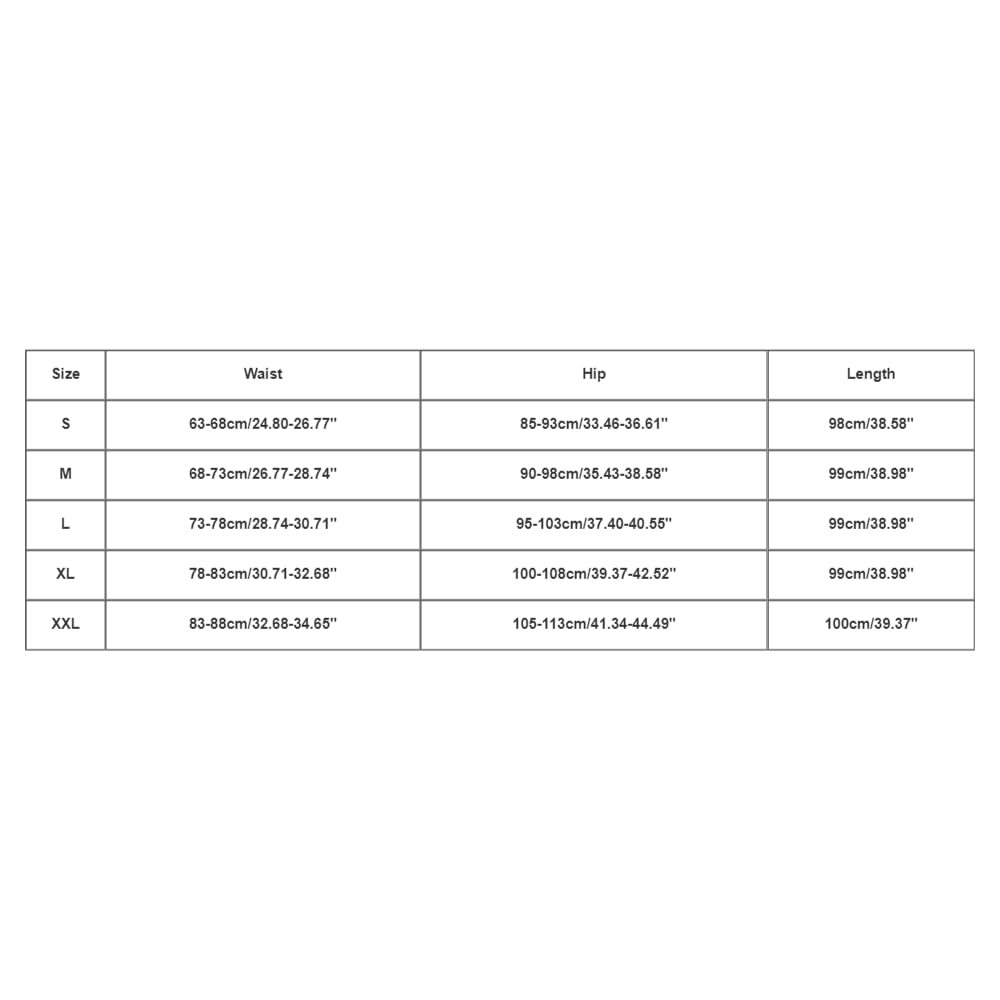 Size Waist Hip Length
S 63-68cm/24.80-26.77" 85-93cm/33.46-36.61" 98cm/38.58"
M 68-73cm/26.77-28.74" 90-98cm/35.43-38.58" 99cm/38.98"
L 73-78cm/28.74-30.71" 95-103cm/37.40-40.55" 99cm/38.98"
XL 78-83cm/30.71-32.68" 100-108cm/39.37-42.52" 99cm/38.98"
XXL 83-88cm/32.68-34.65" 105-113cm/41.34-44.49" 100cm/39.37"